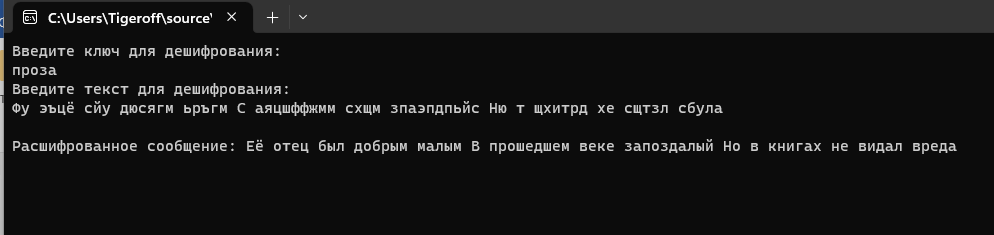 C:\Users\Tigeroff\source\
Введите ключ для дешифрования:
проза
Введите текст для дешифрования:
Фу эъцё сйу дюсягм ьръгм С аяцшффжмм схщм зпаэпдпьйс Ню т щхитрд хе сщтзл сбула
Расшифрованное сообщение: Её отец был добрым малым В прошедшем веке запоздалый Но в книгах не видал вреда